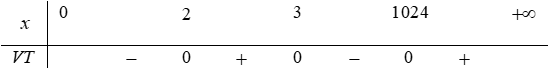 x 0 2 3 1024 +∞
VT − 0 + 0 − 0 +